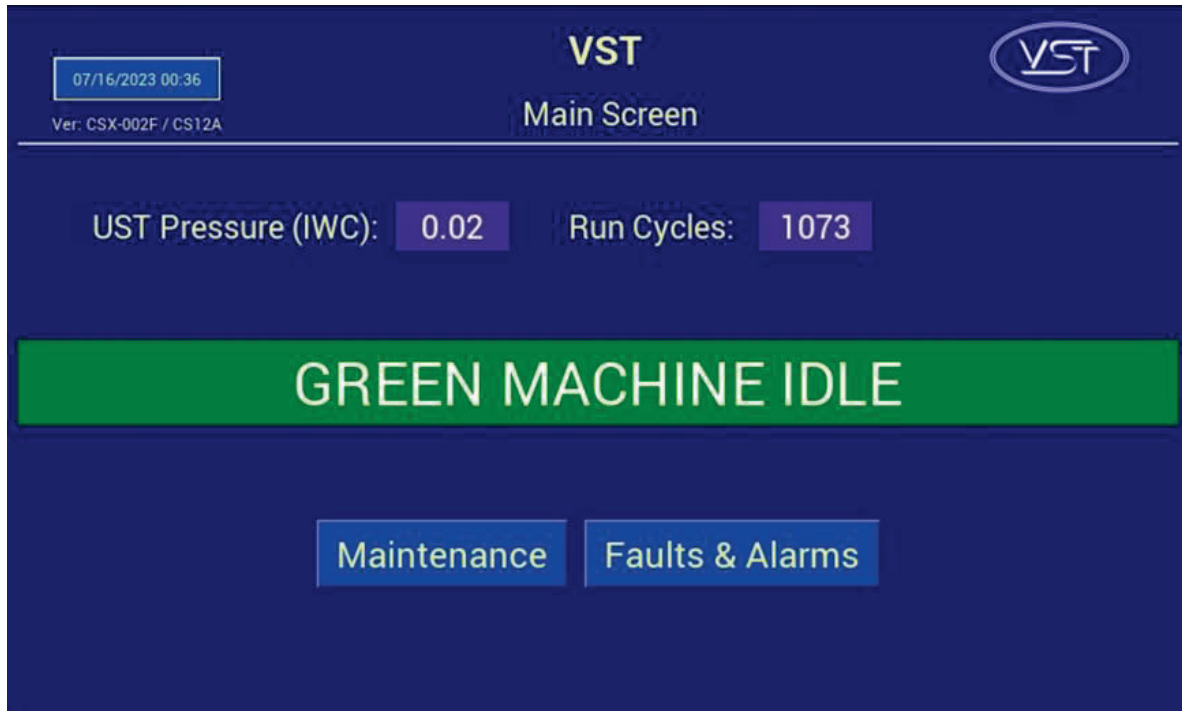 VST
VST
07/16/2023 00:36
Main Screen
Ver: CSX-002F / CS12A
UST Pressure (IWC): 0.02 Run Cycles: 1073
GREEN MACHINE IDLE
Maintenance Faults & Alarms